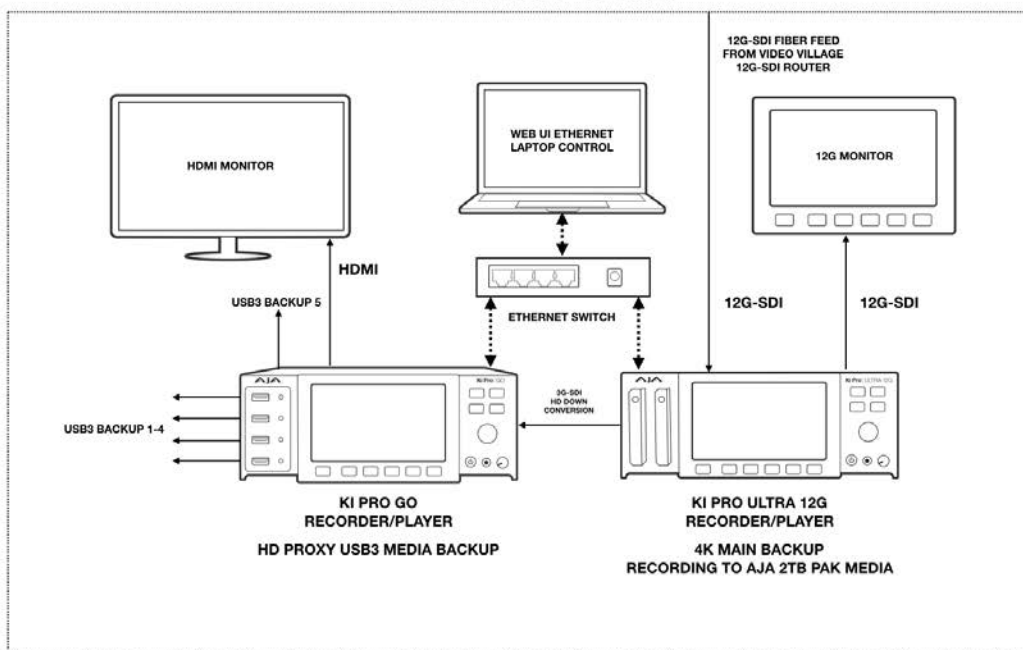 12G-SDI FIBER FEED
FROM VIDEO VILLAGE
12G-SDI ROUTER
HDMI MONITOR
WEB UI ETHERNET
LAPTOP CONTROL
12G MONITOR
HDMI
USB3 BACKUP 5
ETHERNET SWITCH
12G-SDI
12G-SDI
AJA
Ki Pro GO
3G-SDI
HD DOWN
CONVERSION
AJA
Ki Pro ULTRA 12G
USB3 BACKUP 1-4
KI PRO GO
RECORDER/PLAYER
HD PROXY USB3 MEDIA BACKUP
KI PRO ULTRA 12G
RECORDER/PLAYER
4K MAIN BACKUP
RECORDING TO AJA 2TB PAK MEDIA